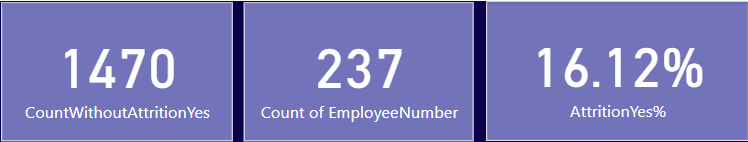 1470
CountWithoutAttritionYes
237
Count of EmployeeNumber
16.12%
AttritionYes%